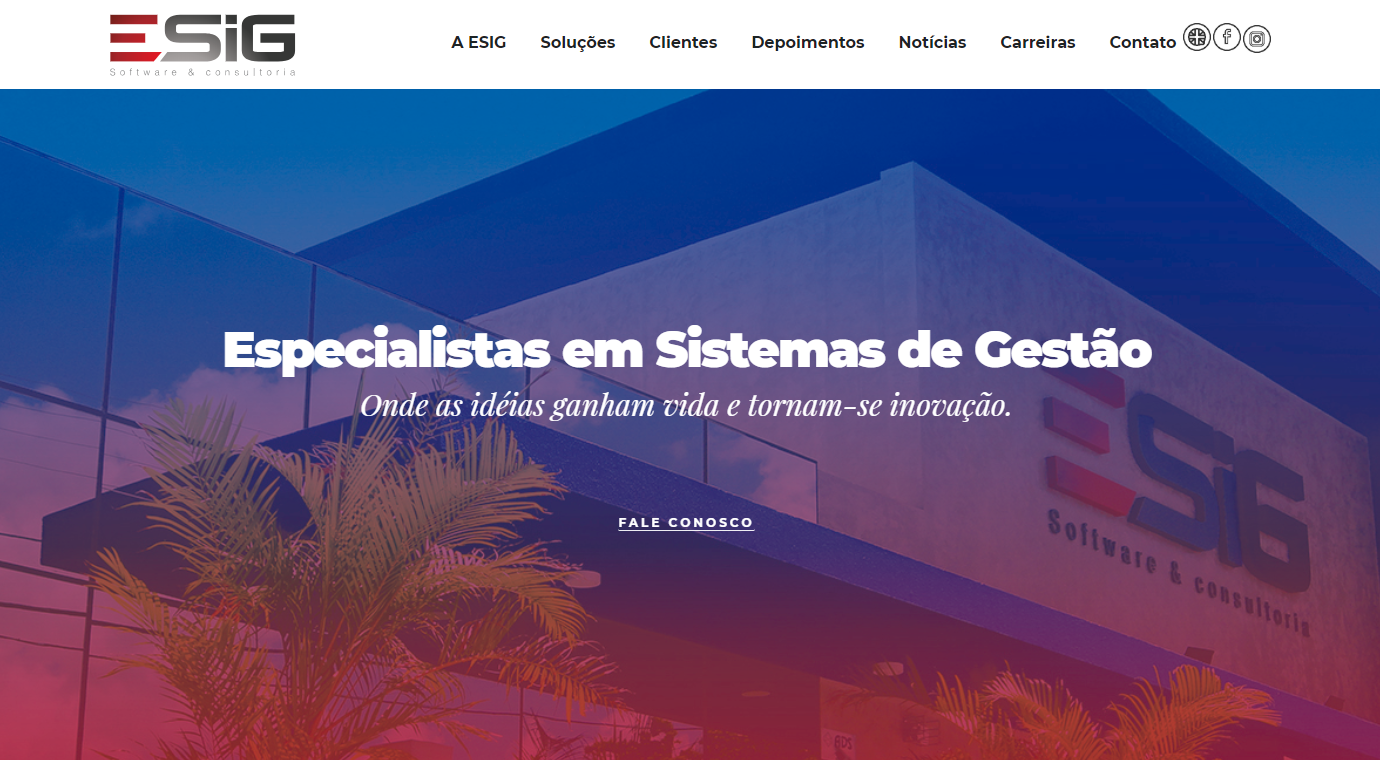 ESiG
Software & consultoria
A ESIG
Soluções
Clientes
Depoimentos
Notícias
Carreiras
Contato
Especialistas em Sistemas de Gestão
Onde as idéias ganham vida e tornam-se inovação.
FALE CONOSCO
ESiG
Software & consultoria